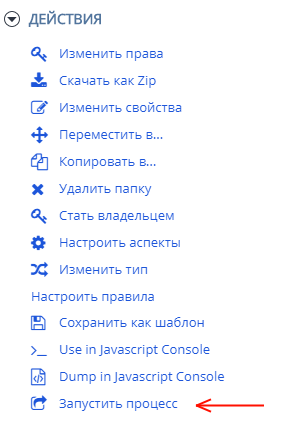 ДЕЙСТВИЯ
Изменить права
Скачать как Zip
Изменить свойства
Переместить в...
Копировать в...
Удалить папку
Стать владельцем
Настроить аспекты
Изменить тип
Настроить правила
Сохранить как шаблон
Use in Javascript Console
Dump in Javascript Console
Запустить процесс